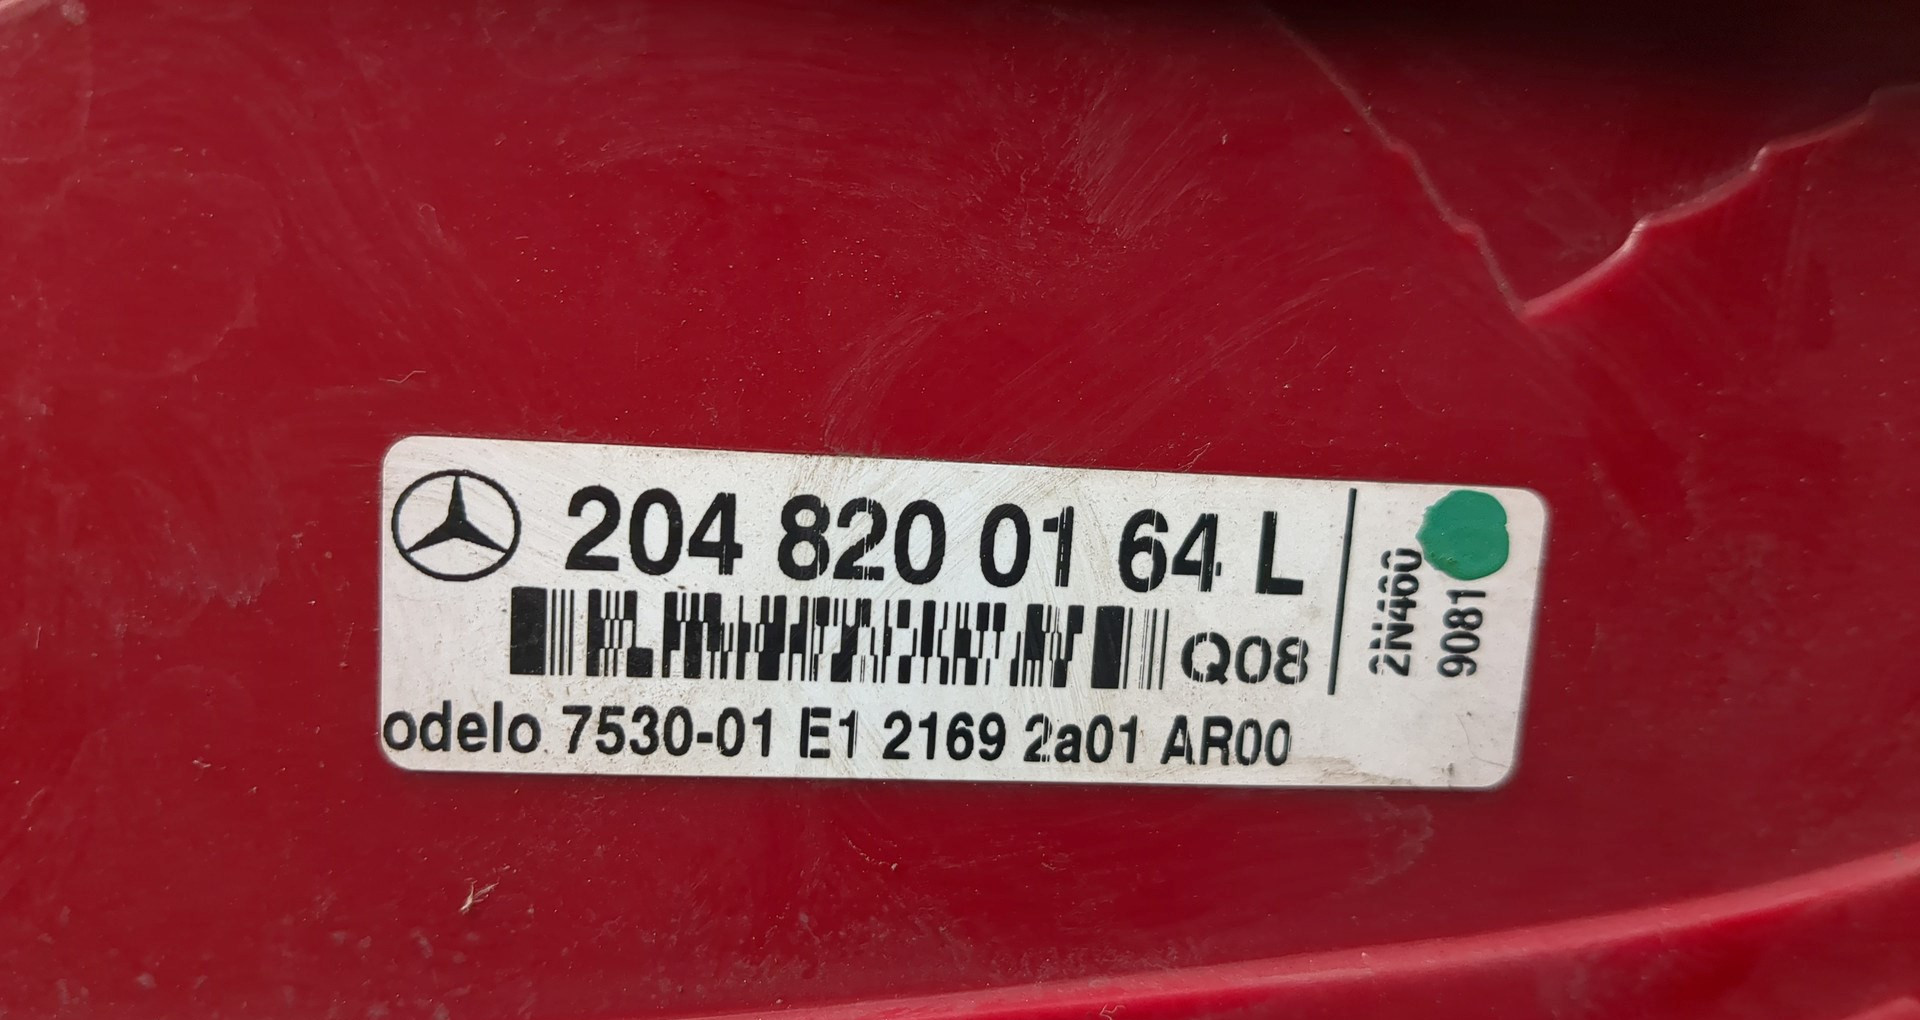 204 820 01 64 L
Q08
odelo 7530-01 E1 2169 2a01 AR00
2N460
9081